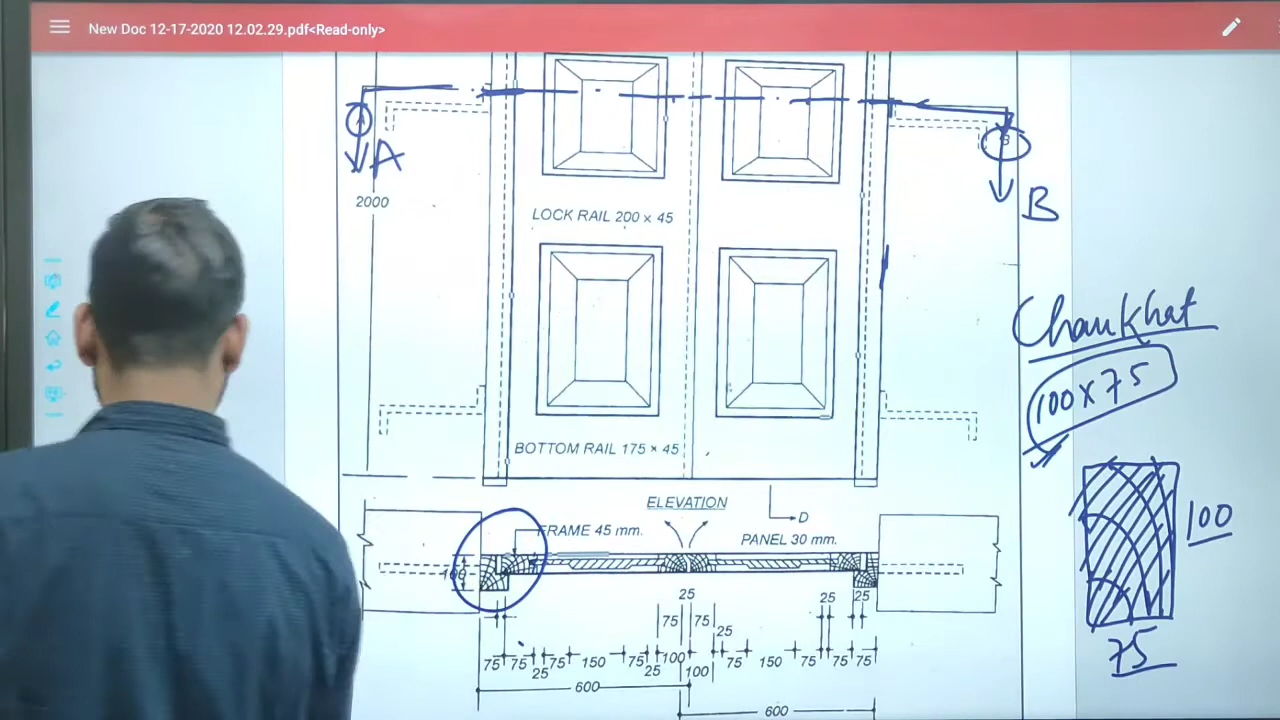 New Doc 12-17-2020 12.02.29.pdf<Read-only>
A
B
B
2000
LOCK RAIL 200 × 45
Chaukhat
100 × 75
BOTTOM RAIL 175 × 45
ELEVATION
D
FRAME 45 mm.
PANEL 30 mm.
100
100
75
25
25 25
75 75
25
75 75 75 150 75 100 75 150 75 75 75
25 25 100
600
600